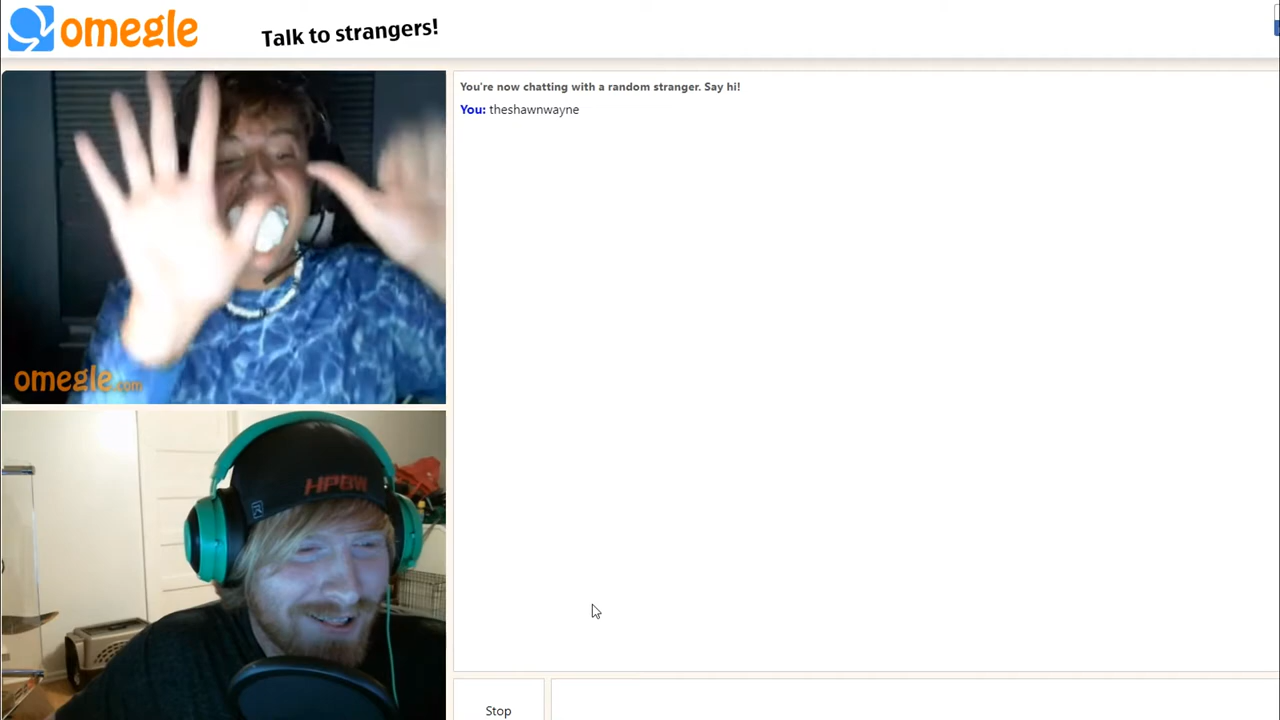 omegle
Talk to strangers!
You're now chatting with a random stranger. Say hi!
You: theshawnwayne
omegle.com
HPBW
R
Stop